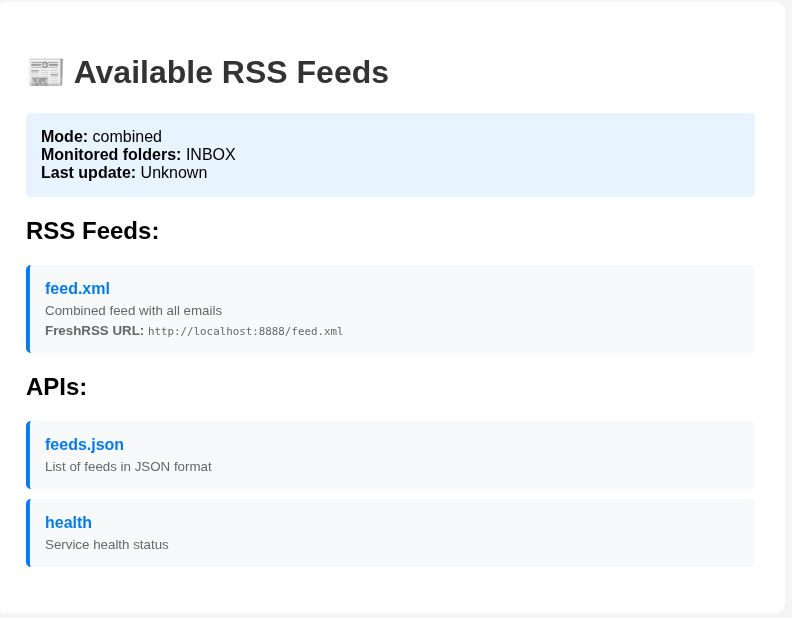 📰 Available RSS Feeds
Mode: combined
Monitored folders: INBOX
Last update: Unknown
RSS Feeds:
feed.xml
Combined feed with all emails
FreshRSS URL: http://localhost:8888/feed.xml
APIs:
feeds.json
List of feeds in JSON format
health
Service health status